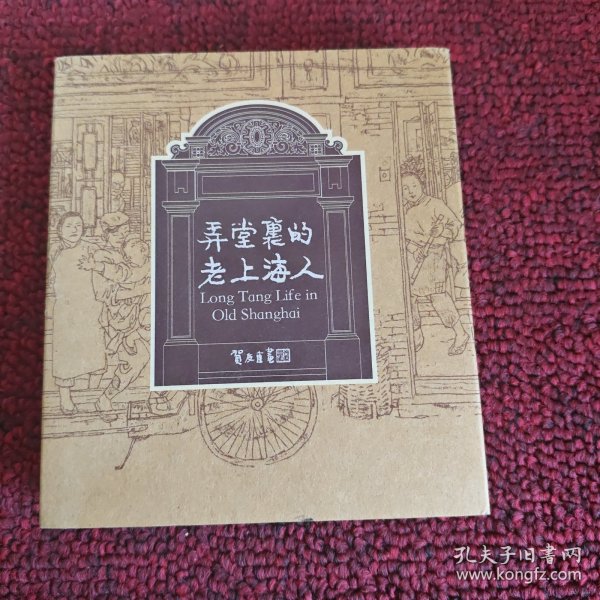 弄堂裏的
老上海人
Long Tang Life in
Old Shanghai
賀友直畫
孔夫子旧書网
www.kongfz.com